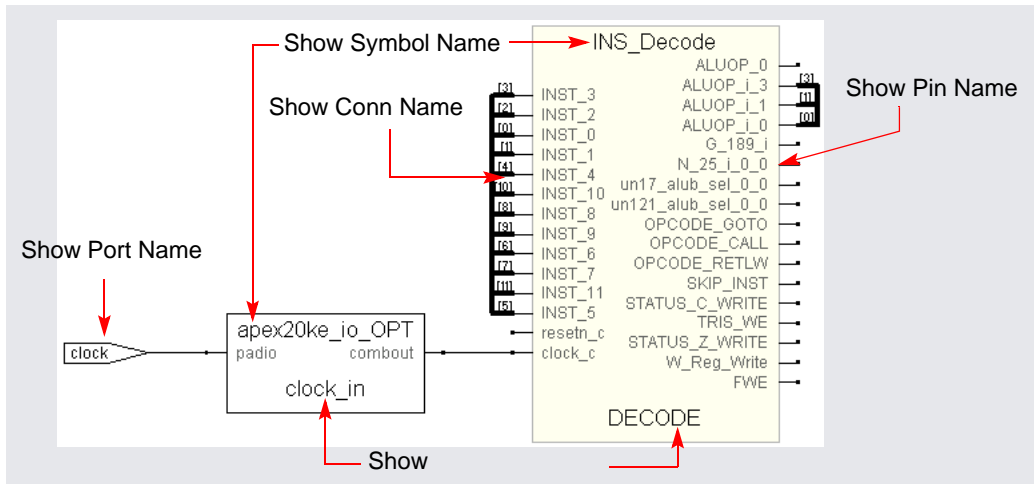 Show Symbol Name
INS_Decode
ALUOP_0
[3]
ALUOP_i_3
[1]
ALUOP_i_1
[0]
ALUOP_i_0
G_189_i
N_25_i_0_0
un17_alub_sel_0_0
un121_alub_sel_0_0
OPCODE_GOTO
OPCODE_CALL
OPCODE_RETLW
SKIP_INST
STATUS_C_WRITE
TRIS_WE
STATUS_Z_WRITE
W_Reg_Write
FWE
Show Pin Name
Show Conn Name
[3] INST_3
[2] INST_2
[0] INST_0
[1] INST_1
[4] INST_4
[10] INST_10
[8] INST_8
[9] INST_9
[6] INST_6
[7] INST_7
[11] INST_11
[5] INST_5
resetn_c
clock_c
DECODE
Show Port Name
clock
apex20ke_io_OPT
padio combout
clock_in
Show